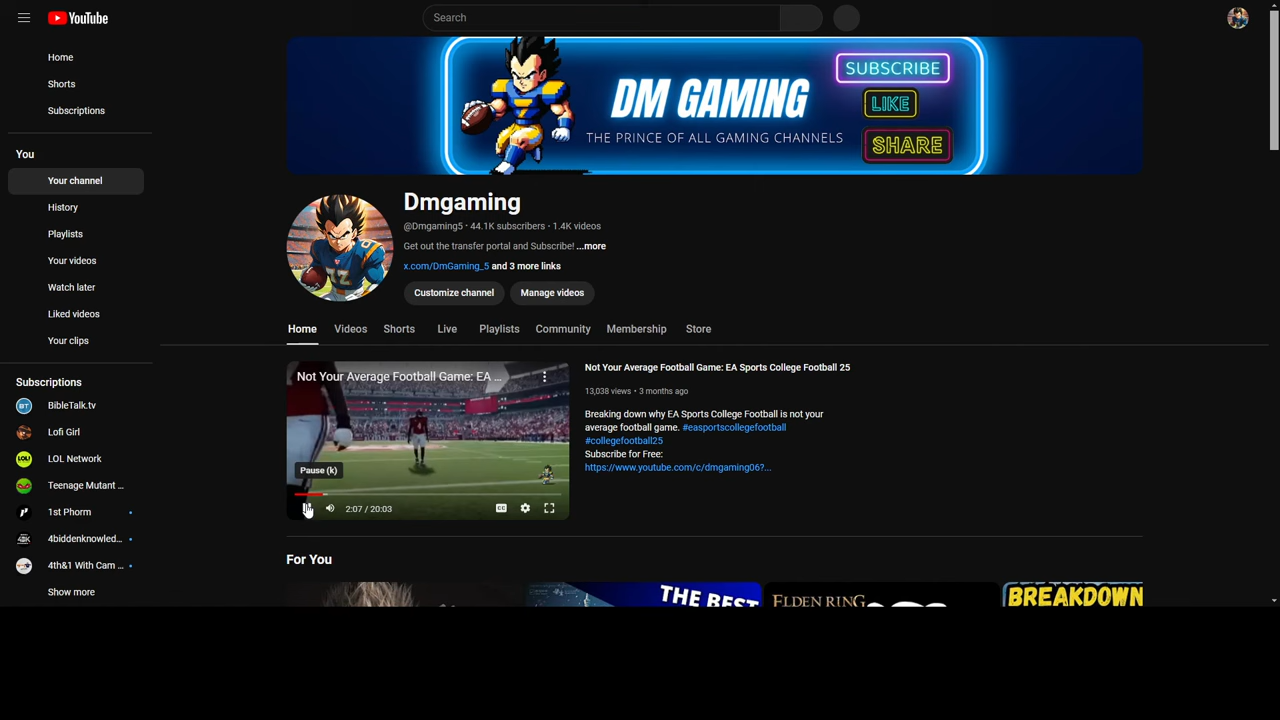 YouTube
Search
Home
Shorts
Subscriptions
You
Your channel
History
Playlists
Your videos
Watch later
Liked videos
Your clips
Subscriptions
BT
BibleTalk.tv
Lofi Girl
LOL!
LOL Network
Teenage Mutant ...
1st Phorm
4biddenknowled...
4th&1 With Cam ...
Show more
DM GAMING
THE PRINCE OF ALL GAMING CHANNELS
SUBSCRIBE
LIKE
SHARE
Dmgaming
@Dmgaming5 • 44.1K subscribers • 1.4K videos
Get out the transfer portal and Subscribe! ...more
x.com/DmGaming_5 and 3 more links
Customize channel
Manage videos
Home
Videos
Shorts
Live
Playlists
Community
Membership
Store
Not Your Average Football Game: EA ...
Pause (k)
2:07 / 20:03
CC
Not Your Average Football Game: EA Sports College Football 25
13,038 views • 3 months ago
Breaking down why EA Sports College Football is not your
average football game. #easportscollegefootball
#collegefootball25
Subscribe for Free:
https://www.youtube.com/c/dmgaming06?...
For You
THE BEST
ELDEN RING
BREAKDOWN